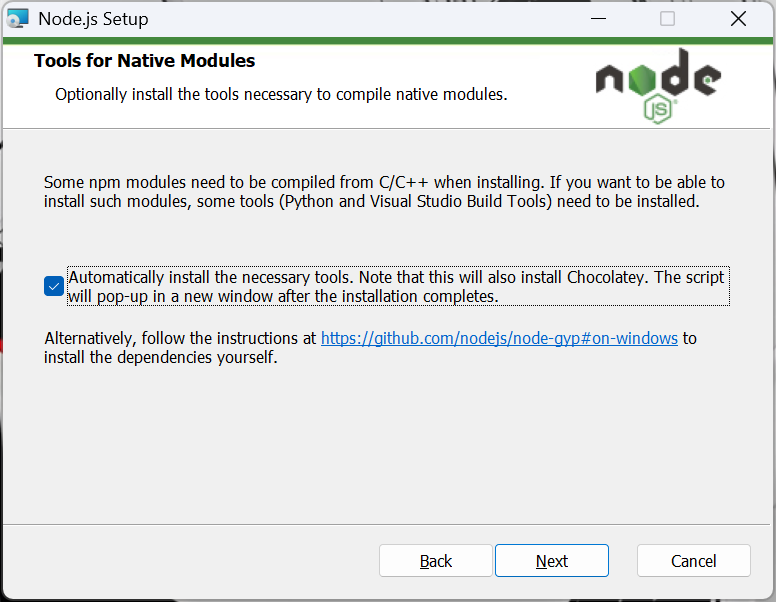 Node.js Setup
Tools for Native Modules
Optionally install the tools necessary to compile native modules.
node
JS
Some npm modules need to be compiled from C/C++ when installing. If you want to be able to
install such modules, some tools (Python and Visual Studio Build Tools) need to be installed.
Automatically install the necessary tools. Note that this will also install Chocolatey. The script
will pop-up in a new window after the installation completes.
Alternatively, follow the instructions at https://github.com/nodejs/node-gyp#on-windows to
install the dependencies yourself.
Back Next Cancel